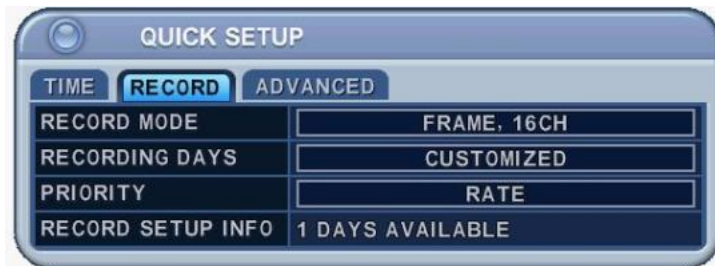 QUICK SETUP
TIME RECORD ADVANCED
RECORD MODE FRAME, 16CH
RECORDING DAYS CUSTOMIZED
PRIORITY RATE
RECORD SETUP INFO 1 DAYS AVAILABLE